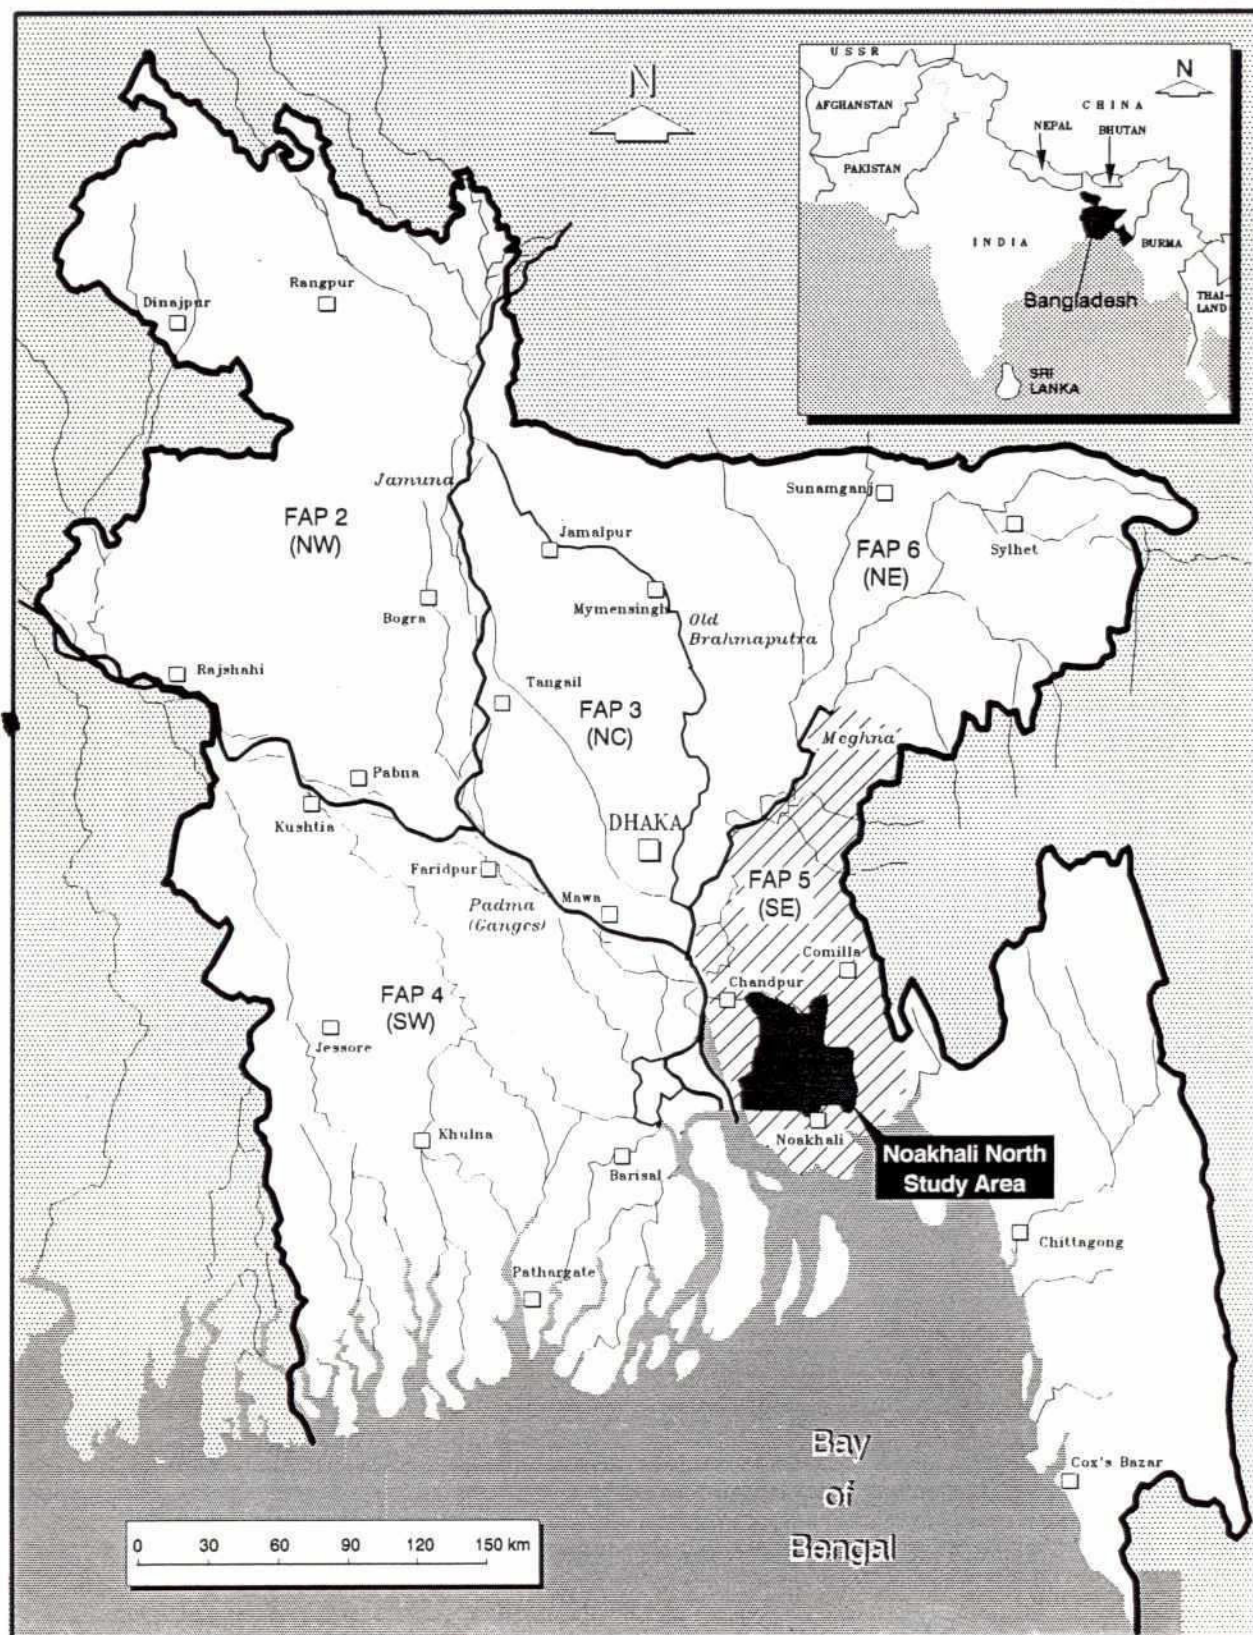 N
USSR
AFGHANSTAN
PAKISTAN
NEPAL
CHINA
BHUTAN
N
INDIA
BURMA
THAI-
LAND
Bangladesh
SRI
LANKA
Dinajpur
Rangpur
Jamuna
FAP 2
(NW)
Bogra
Rajshahi
Pabna
Kushtia
Jamalpur
Mymensingh
Old
Brahmaputra
Tangail
FAP 3
(NC)
DHAKA
Sunamganj
FAP 6
(NE)
Sylhet
Meghna
Faridpur
Padma
(Ganges)
Mawa
FAP 5
(SE)
Comilla
Chandpur
FAP 4
(SW)
Jessore
Khulna
Barisal
Noakhali
Noakhali North
Study Area
Pathargate
Chittagong
Cox's Bazar
Bay
of
Bengal
0 30 60 90 120 150 km